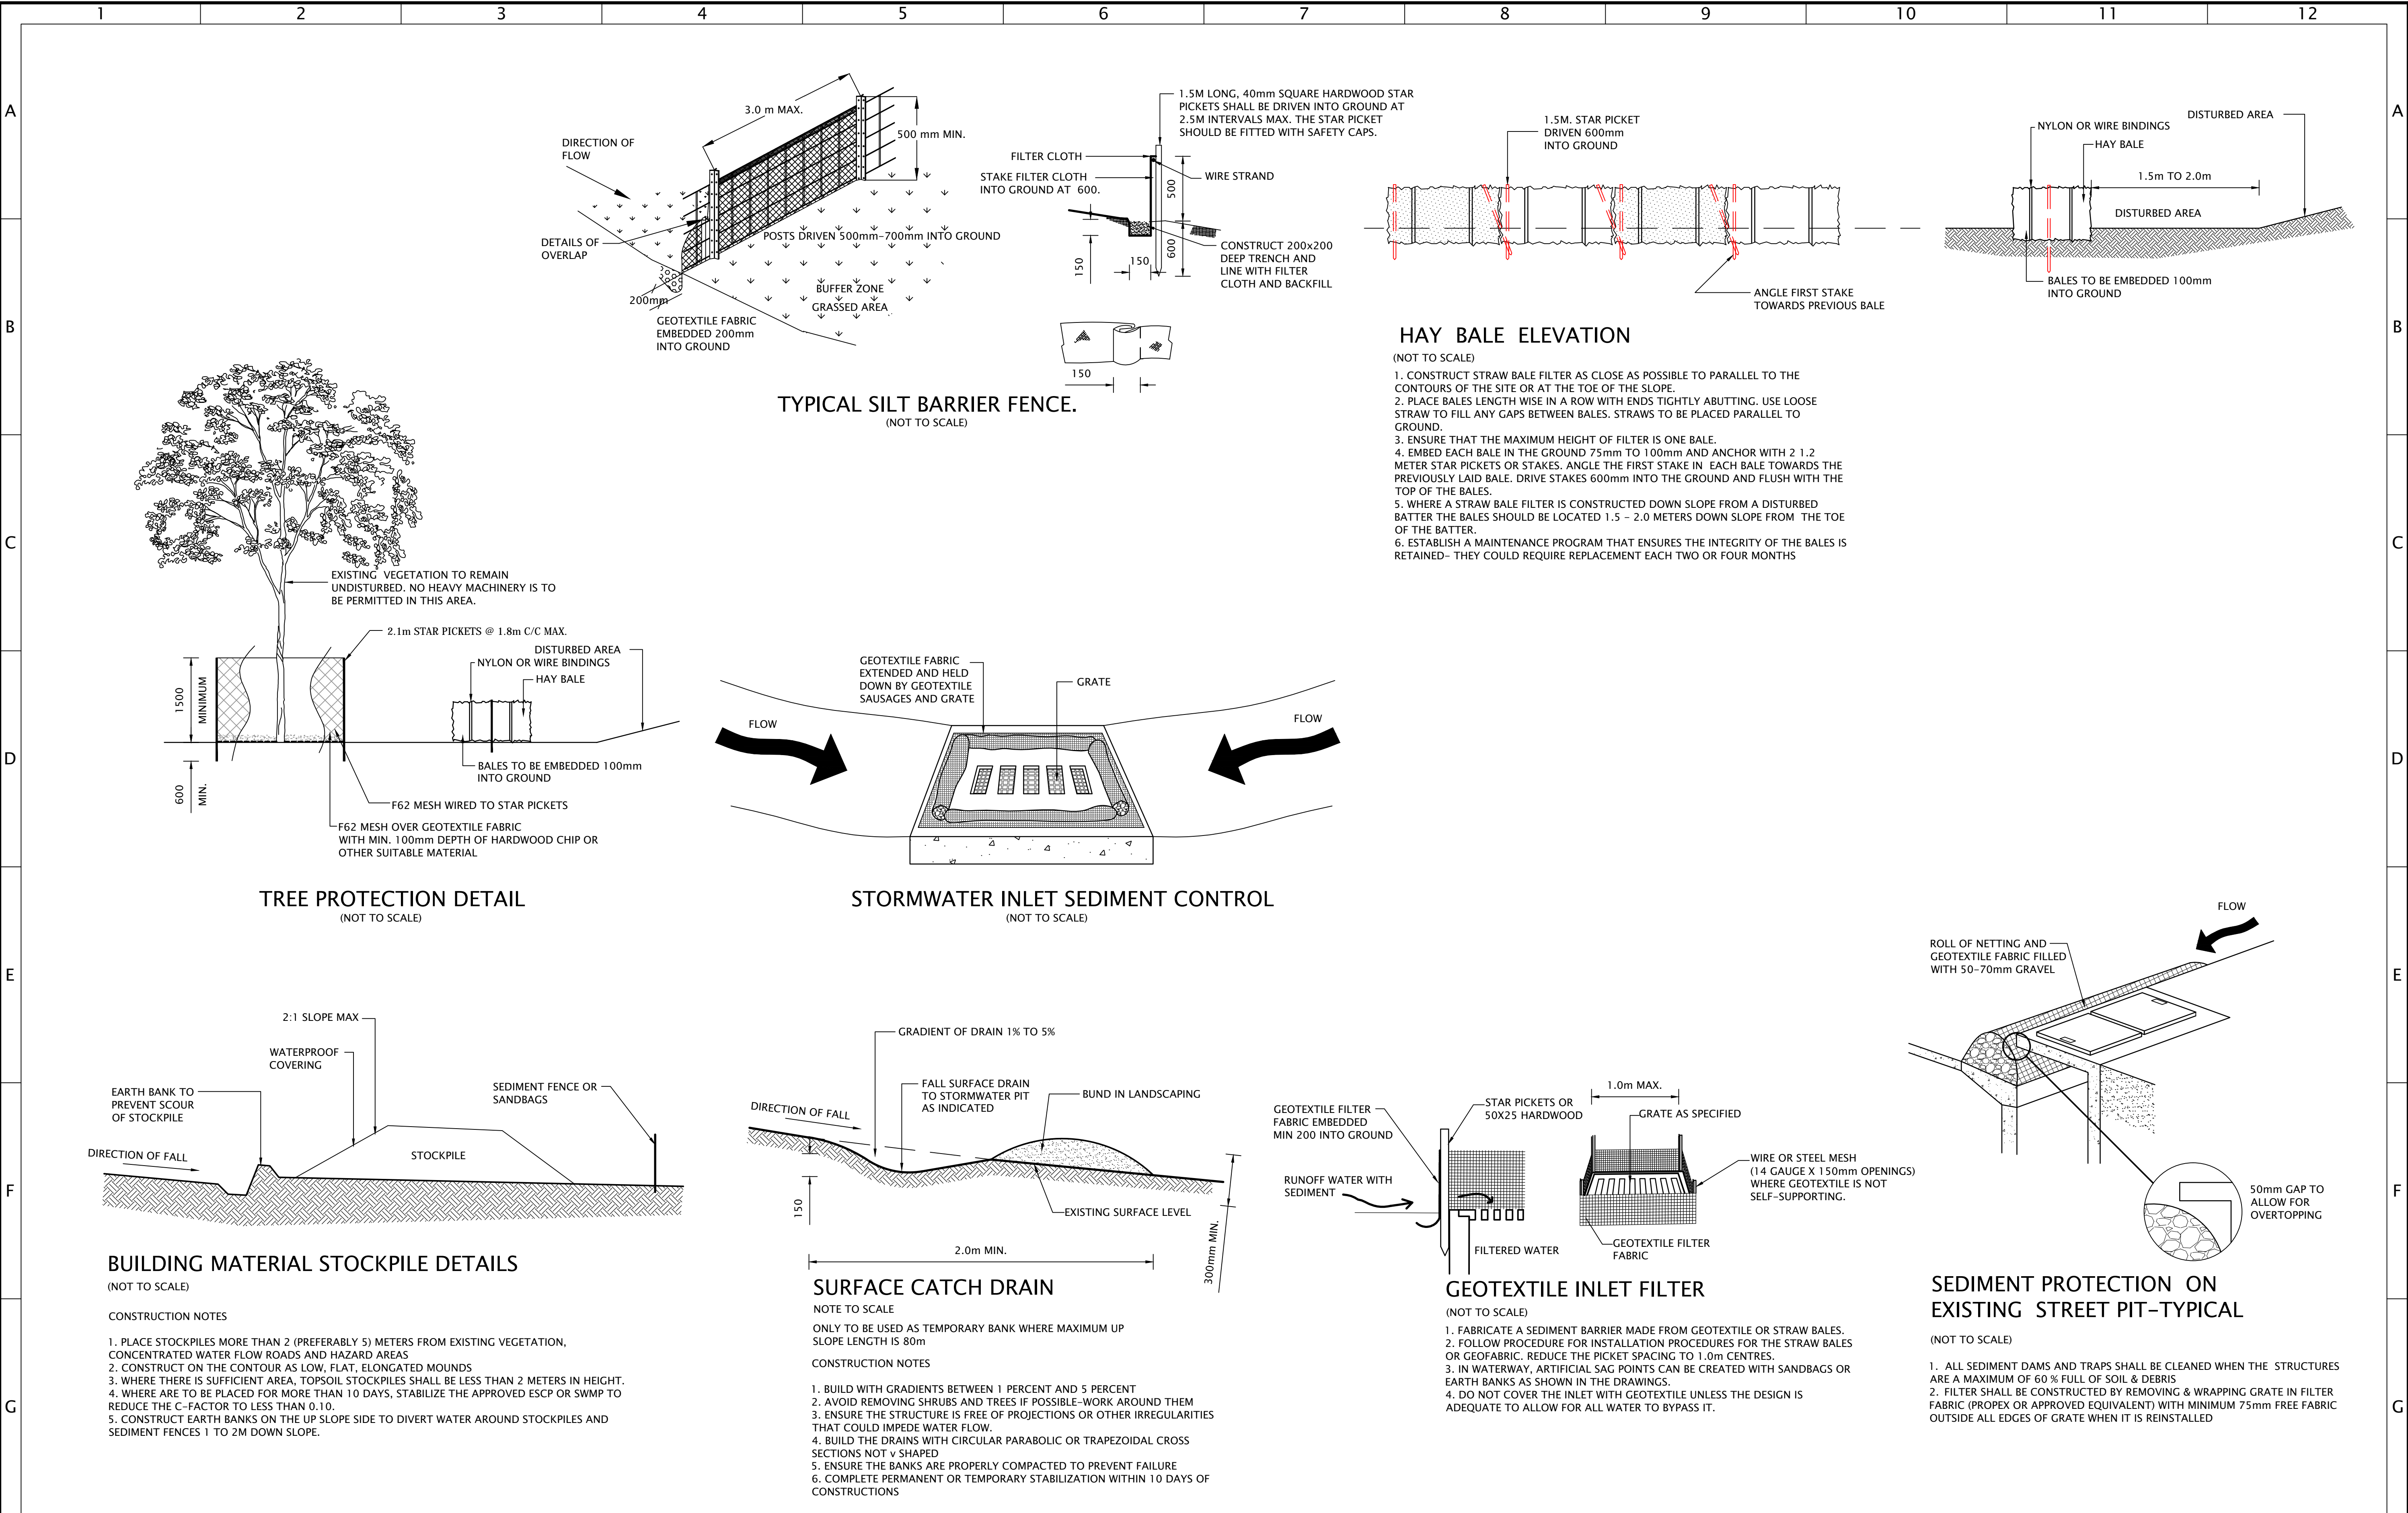 1 2 3 4 5 6 7 8 9 10 11 12
A
B
C
D
E
F
G
A
B
C
D
E
F
G
3.0 m MAX.
500 mm MIN.
DIRECTION OF
FLOW
DETAILS OF
OVERLAP
POSTS DRIVEN 500mm-700mm INTO GROUND
BUFFER ZONE
GRASSED AREA
200mm
GEOTEXTILE FABRIC
EMBEDDED 200mm
INTO GROUND
1.5M LONG, 40mm SQUARE HARDWOOD STAR
PICKETS SHALL BE DRIVEN INTO GROUND AT
2.5M INTERVALS MAX. THE STAR PICKET
SHOULD BE FITTED WITH SAFETY CAPS.
FILTER CLOTH
STAKE FILTER CLOTH
INTO GROUND AT 600.
WIRE STRAND
500
600
150
150
CONSTRUCT 200x200
DEEP TRENCH AND
LINE WITH FILTER
CLOTH AND BACKFILL
150
TYPICAL SILT BARRIER FENCE.
(NOT TO SCALE)
1.5M. STAR PICKET
DRIVEN 600mm
INTO GROUND
ANGLE FIRST STAKE
TOWARDS PREVIOUS BALE
NYLON OR WIRE BINDINGS
HAY BALE
DISTURBED AREA
1.5m TO 2.0m
DISTURBED AREA
BALES TO BE EMBEDDED 100mm
INTO GROUND
HAY BALE ELEVATION
(NOT TO SCALE)
1. CONSTRUCT STRAW BALE FILTER AS CLOSE AS POSSIBLE TO PARALLEL TO THE
CONTOURS OF THE SITE OR AT THE TOE OF THE SLOPE.
2. PLACE BALES LENGTH WISE IN A ROW WITH ENDS TIGHTLY ABUTTING. USE LOOSE
STRAW TO FILL ANY GAPS BETWEEN BALES. STRAWS TO BE PLACED PARALLEL TO
GROUND.
3. ENSURE THAT THE MAXIMUM HEIGHT OF FILTER IS ONE BALE.
4. EMBED EACH BALE IN THE GROUND 75mm TO 100mm AND ANCHOR WITH 2 1.2
METER STAR PICKETS OR STAKES. ANGLE THE FIRST STAKE IN EACH BALE TOWARDS THE
PREVIOUSLY LAID BALE. DRIVE STAKES 600mm INTO THE GROUND AND FLUSH WITH THE
TOP OF THE BALES.
5. WHERE A STRAW BALE FILTER IS CONSTRUCTED DOWN SLOPE FROM A DISTURBED
BATTER THE BALES SHOULD BE LOCATED 1.5 - 2.0 METERS DOWN SLOPE FROM THE TOE
OF THE BATTER.
6. ESTABLISH A MAINTENANCE PROGRAM THAT ENSURES THE INTEGRITY OF THE BALES IS
RETAINED- THEY COULD REQUIRE REPLACEMENT EACH TWO OR FOUR MONTHS
EXISTING VEGETATION TO REMAIN
UNDISTURBED. NO HEAVY MACHINERY IS TO
BE PERMITTED IN THIS AREA.
2.1m STAR PICKETS @ 1.8m C/C MAX.
DISTURBED AREA
NYLON OR WIRE BINDINGS
HAY BALE
1500
MINIMUM
600
MIN.
BALES TO BE EMBEDDED 100mm
INTO GROUND
F62 MESH WIRED TO STAR PICKETS
F62 MESH OVER GEOTEXTILE FABRIC
WITH MIN. 100mm DEPTH OF HARDWOOD CHIP OR
OTHER SUITABLE MATERIAL
TREE PROTECTION DETAIL
(NOT TO SCALE)
GEOTEXTILE FABRIC
EXTENDED AND HELD
DOWN BY GEOTEXTILE
SAUSAGES AND GRATE
GRATE
FLOW
FLOW
STORMWATER INLET SEDIMENT CONTROL
(NOT TO SCALE)
2:1 SLOPE MAX
WATERPROOF
COVERING
EARTH BANK TO
PREVENT SCOUR
OF STOCKPILE
SEDIMENT FENCE OR
SANDBAGS
DIRECTION OF FALL
STOCKPILE
BUILDING MATERIAL STOCKPILE DETAILS
(NOT TO SCALE)
CONSTRUCTION NOTES
1. PLACE STOCKPILES MORE THAN 2 (PREFERABLY 5) METERS FROM EXISTING VEGETATION,
CONCENTRATED WATER FLOW ROADS AND HAZARD AREAS
2. CONSTRUCT ON THE CONTOUR AS LOW, FLAT, ELONGATED MOUNDS
3. WHERE THERE IS SUFFICIENT AREA, TOPSOIL STOCKPILES SHALL BE LESS THAN 2 METERS IN HEIGHT.
4. WHERE ARE TO BE PLACED FOR MORE THAN 10 DAYS, STABILIZE THE APPROVED ESCP OR SWMP TO
REDUCE THE C-FACTOR TO LESS THAN 0.10.
5. CONSTRUCT EARTH BANKS ON THE UP SLOPE SIDE TO DIVERT WATER AROUND STOCKPILES AND
SEDIMENT FENCES 1 TO 2M DOWN SLOPE.
GRADIENT OF DRAIN 1% TO 5%
FALL SURFACE DRAIN
TO STORMWATER PIT
AS INDICATED
BUND IN LANDSCAPING
DIRECTION OF FALL
150
EXISTING SURFACE LEVEL
2.0m MIN.
300mm MIN.
SURFACE CATCH DRAIN
NOTE TO SCALE
ONLY TO BE USED AS TEMPORARY BANK WHERE MAXIMUM UP
SLOPE LENGTH IS 80m
CONSTRUCTION NOTES
1. BUILD WITH GRADIENTS BETWEEN 1 PERCENT AND 5 PERCENT
2. AVOID REMOVING SHRUBS AND TREES IF POSSIBLE-WORK AROUND THEM
3. ENSURE THE STRUCTURE IS FREE OF PROJECTIONS OR OTHER IRREGULARITIES
THAT COULD IMPEDE WATER FLOW.
4. BUILD THE DRAINS WITH CIRCULAR PARABOLIC OR TRAPEZOIDAL CROSS
SECTIONS NOT v SHAPED
5. ENSURE THE BANKS ARE PROPERLY COMPACTED TO PREVENT FAILURE
6. COMPLETE PERMANENT OR TEMPORARY STABILIZATION WITHIN 10 DAYS OF
CONSTRUCTIONS
GEOTEXTILE FILTER
FABRIC EMBEDDED
MIN 200 INTO GROUND
STAR PICKETS OR
50X25 HARDWOOD
1.0m MAX.
GRATE AS SPECIFIED
RUNOFF WATER WITH
SEDIMENT
WIRE OR STEEL MESH
(14 GAUGE X 150mm OPENINGS)
WHERE GEOTEXTILE IS NOT
SELF-SUPPORTING.
FILTERED WATER
GEOTEXTILE FILTER
FABRIC
GEOTEXTILE INLET FILTER
(NOT TO SCALE)
1. FABRICATE A SEDIMENT BARRIER MADE FROM GEOTEXTILE OR STRAW BALES.
2. FOLLOW PROCEDURE FOR INSTALLATION PROCEDURES FOR THE STRAW BALES
OR GEOFABRIC. REDUCE THE PICKET SPACING TO 1.0m CENTRES.
3. IN WATERWAY, ARTIFICIAL SAG POINTS CAN BE CREATED WITH SANDBAGS OR
EARTH BANKS AS SHOWN IN THE DRAWINGS.
4. DO NOT COVER THE INLET WITH GEOTEXTILE UNLESS THE DESIGN IS
ADEQUATE TO ALLOW FOR ALL WATER TO BYPASS IT.
FLOW
ROLL OF NETTING AND
GEOTEXTILE FABRIC FILLED
WITH 50-70mm GRAVEL
50mm GAP TO
ALLOW FOR
OVERTOPPING
SEDIMENT PROTECTION ON
EXISTING STREET PIT-TYPICAL
(NOT TO SCALE)
1. ALL SEDIMENT DAMS AND TRAPS SHALL BE CLEANED WHEN THE STRUCTURES
ARE A MAXIMUM OF 60 % FULL OF SOIL & DEBRIS
2. FILTER SHALL BE CONSTRUCTED BY REMOVING & WRAPPING GRATE IN FILTER
FABRIC (PROPEX OR APPROVED EQUIVALENT) WITH MINIMUM 75mm FREE FABRIC
OUTSIDE ALL EDGES OF GRATE WHEN IT IS REINSTALLED